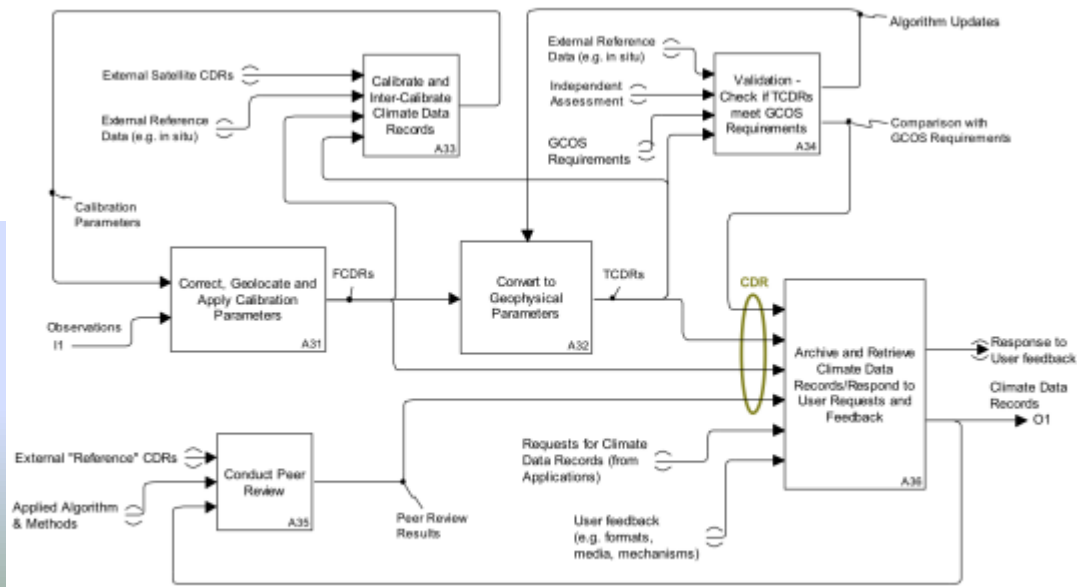 Algorithm Updates
External Reference
Data (e.g. in situ)
External Satellite CDRs
Calibrate and
Inter-Calibrate
Climate Data
Records
A33
Independent
Assessment
Validation -
Check if TCDRs
meet GCOS
Requirements
A34
External Reference
Data (e.g. in situ)
GCOS
Requirements
Comparison with
GCOS Requirements
Calibration
Parameters
Correct, Geolocate and
Apply Calibration
Parameters
A31
FCDRs
Convert to
Geophysical
Parameters
A32
TCDRs
CDR
Observations
I1
Archive and Retrieve
Climate Data
Records/Respond to
User Requests and
Feedback
A36
Response to
User feedback
Climate Data
Records
O1
External "Reference" CDRs
Conduct Peer
Review
A35
Applied Algorithm
& Methods
Peer Review
Results
Requests for Climate
Data Records (from
Applications)
User feedback
(e.g. formats,
media, mechanisms)